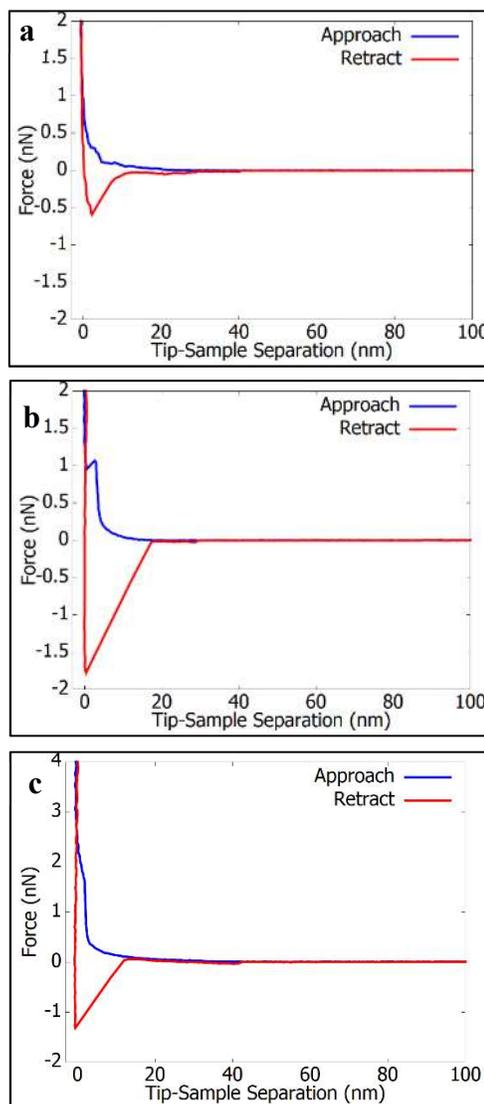 a
Approach
Retract
Force (nN)
2
1.5
1
0.5
0
-0.5
-1
-1.5
-2
0 20 40 60 80 100
Tip-Sample Separation (nm)
b
Approach
Retract
Force (nN)
2
1.5
1
0.5
0
-0.5
-1
-1.5
-2
0 20 40 60 80 100
Tip-Sample Separation (nm)
c
Approach
Retract
Force (nN)
4
3
2
1
0
-1
-2
0 20 40 60 80 100
Tip-Sample Separation (nm)